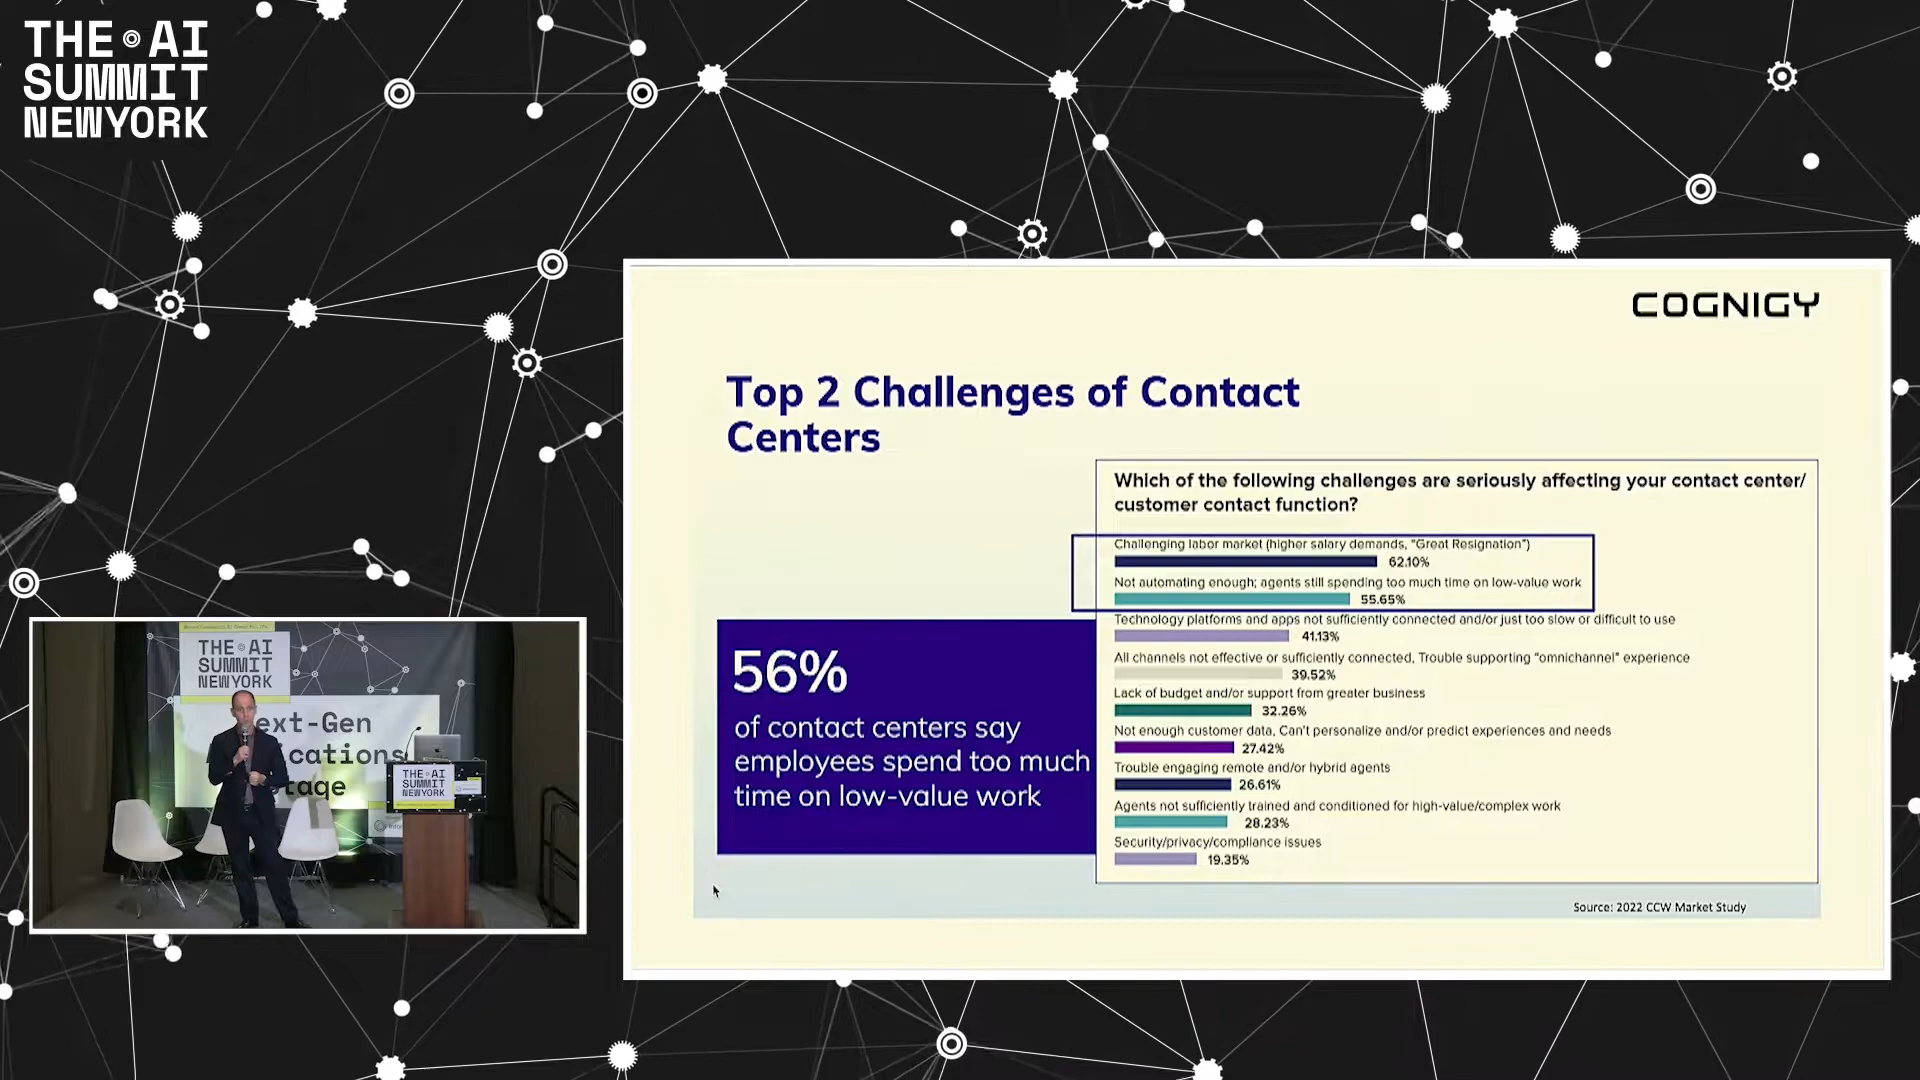 THE AI
SUMMIT
NEWYORK
COGNIGY
Top 2 Challenges of Contact
Centers
Which of the following challenges are seriously affecting your contact center/
customer contact function?
Challenging labor market (higher salary demands, "Great Resignation")
62.10%
Not automating enough; agents still spending too much time on low-value work
55.65%
Technology platforms and apps not sufficiently connected and/or just too slow or difficult to use
41.13%
All channels not effective or sufficiently connected, Trouble supporting "omnichannel" experience
39.52%
Lack of budget and/or support from greater business
32.26%
Not enough customer data, Can't personalize and/or predict experiences and needs
27.42%
Trouble engaging remote and/or hybrid agents
26.61%
Agents not sufficiently trained and conditioned for high-value/complex work
28.23%
Security/privacy/compliance issues
19.35%
56%
of contact centers say
employees spend too much
time on low-value work
Source: 2022 CCW Market Study
THE AI
SUMMIT
NEWYORK
ext-Gen
ications
tage
THE AI
SUMMIT
NEWYORK